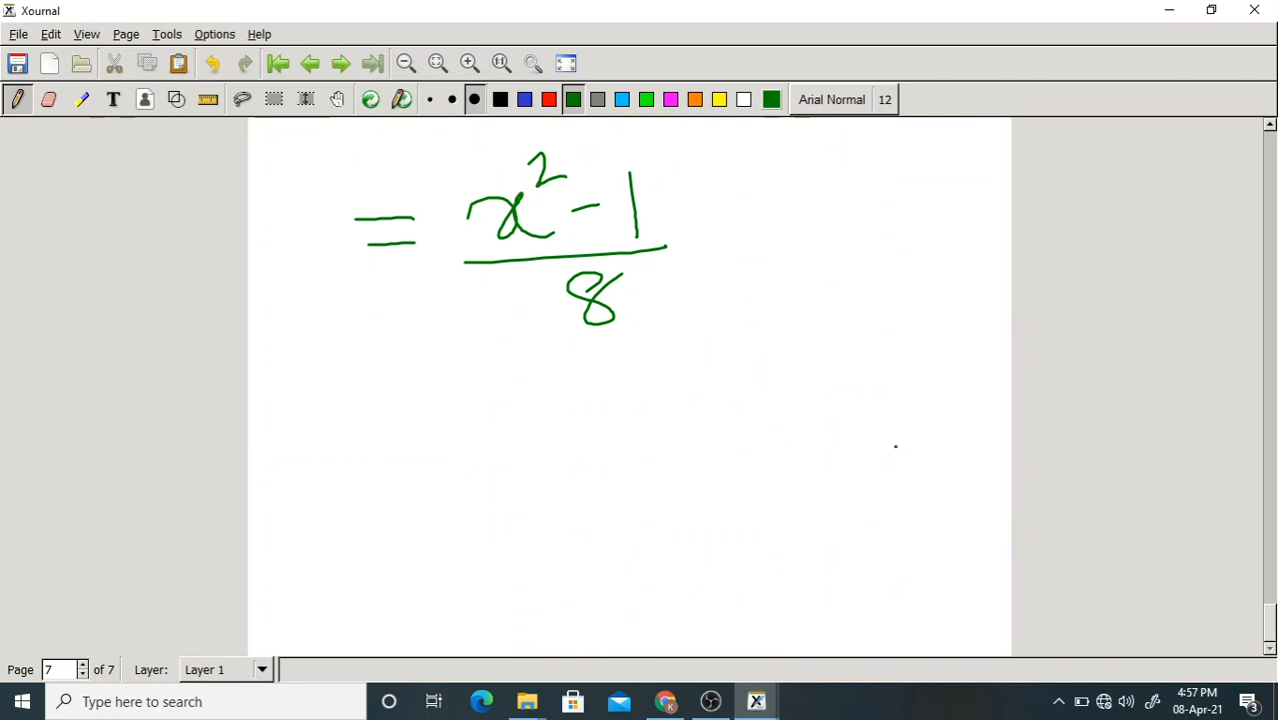 Xournal
File Edit View Page Tools Options Help
Arial Normal 12
= x² - 1
8
Page 7 of 7 Layer: Layer 1
Type here to search
4:57 PM
08-Apr-21
3